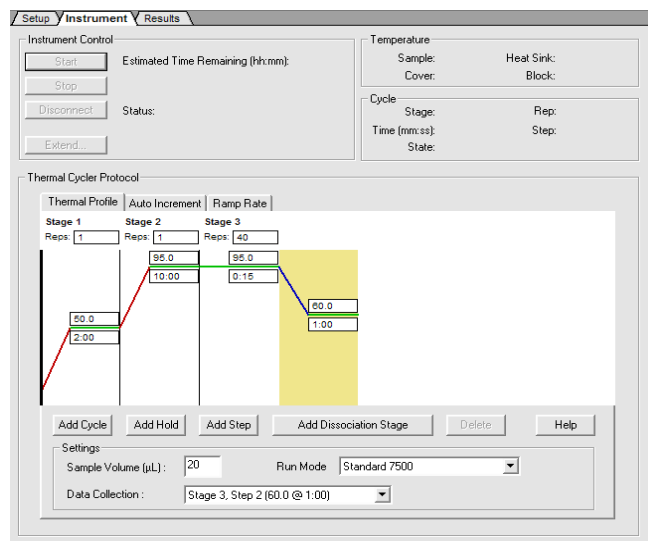 Setup Instrument Results
Instrument Control
Start Estimated Time Remaining (hh:mm):
Stop
Disconnect Status:
Extend...
Temperature
Sample: Heat Sink:
Cover: Block:
Cycle
Stage: Rep:
Time (mm:ss): Step:
State:
Thermal Cycler Protocol
Thermal Profile Auto Increment Ramp Rate
Stage 1 Stage 2 Stage 3
Reps: 1 Reps: 1 Reps: 40
95.0 95.0
10:00 0:15
50.0 60.0
2:00 1:00
Add Cycle Add Hold Add Step Add Dissociation Stage Delete Help
Settings
Sample Volume (µL) : 20 Run Mode Standard 7500
Data Collection : Stage 3, Step 2 (60.0 @ 1:00)